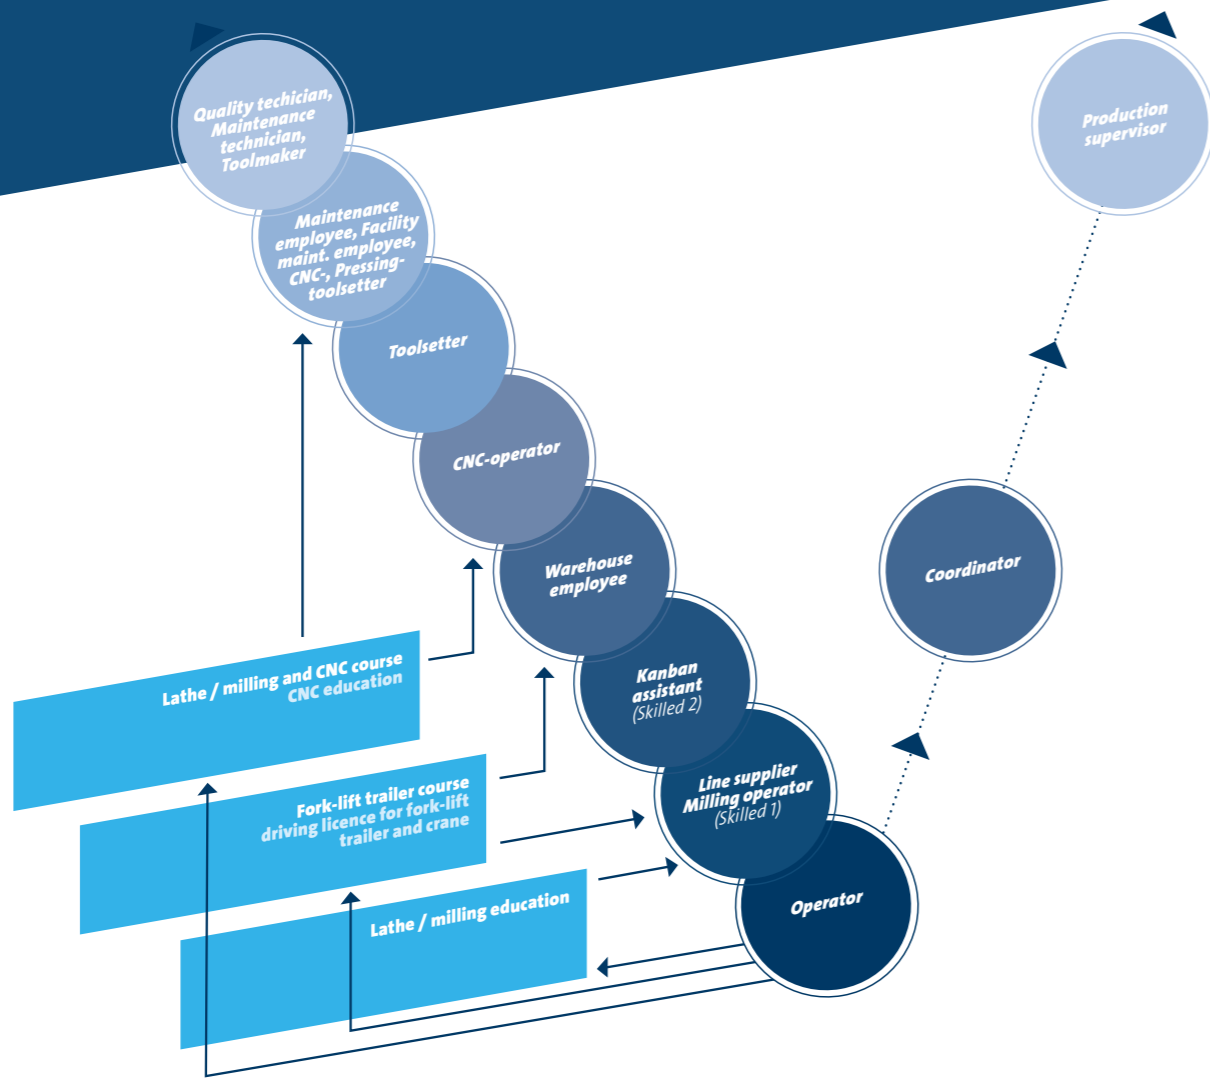 Quality techician,
Maintenance
technician,
Toolmaker
Production
supervisor
Maintenance
employee, Facility
maint. employee,
CNC-, Pressing-
toolsetter
Toolsetter
CNC-operator
Warehouse
employee
Coordinator
Kanban
assistant
(Skilled 2)
Lathe / milling and CNC course
CNC education
Line supplier
Milling operator
(Skilled 1)
Fork-lift trailer course
driving licence for fork-lift
trailer and crane
Operator
Lathe / milling education